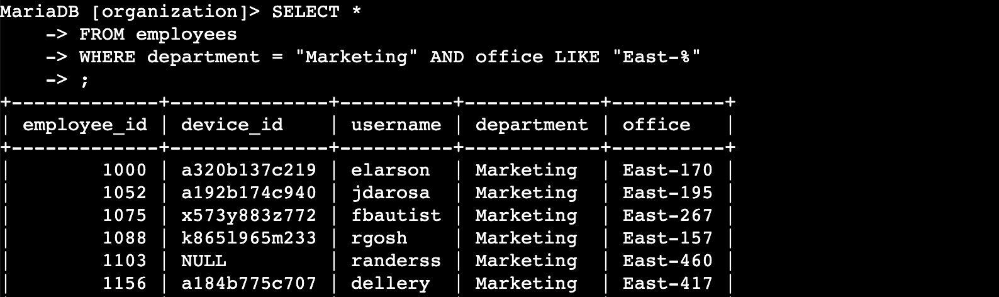 MariaDB [organization]> SELECT *
    -> FROM employees
    -> WHERE department = "Marketing" AND office LIKE "East-%"
    -> ;
+-------------+--------------+----------+------------+----------+
| employee_id | device_id    | username | department | office   |
+-------------+--------------+----------+------------+----------+
|        1000 | a320b137c219 | elarson  | Marketing  | East-170 |
|        1052 | a192b174c940 | jdarosa  | Marketing  | East-195 |
|        1075 | x573y883z772 | fbautist | Marketing  | East-267 |
|        1088 | k865l965m233 | rgosh    | Marketing  | East-157 |
|        1103 | NULL         | randerss | Marketing  | East-460 |
|        1156 | a184b775c707 | dellery  | Marketing  | East-417 |